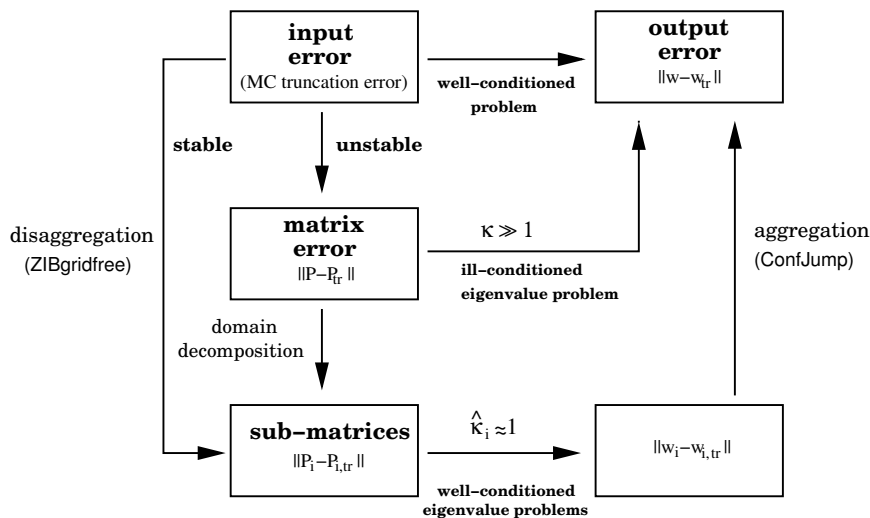 input
error
(MC truncation error)
output
error
||w−w_tr||
well−conditioned
problem
stable
unstable
disaggregation
(ZIBgridfree)
matrix
error
||P−P_tr||
κ ≫ 1
ill−conditioned
eigenvalue problem
aggregation
(ConfJump)
domain
decomposition
sub−matrices
||P_i−P_i,tr||
κ̂_i ≈1
well−conditioned
eigenvalue problems
||w_i−w_i,tr||